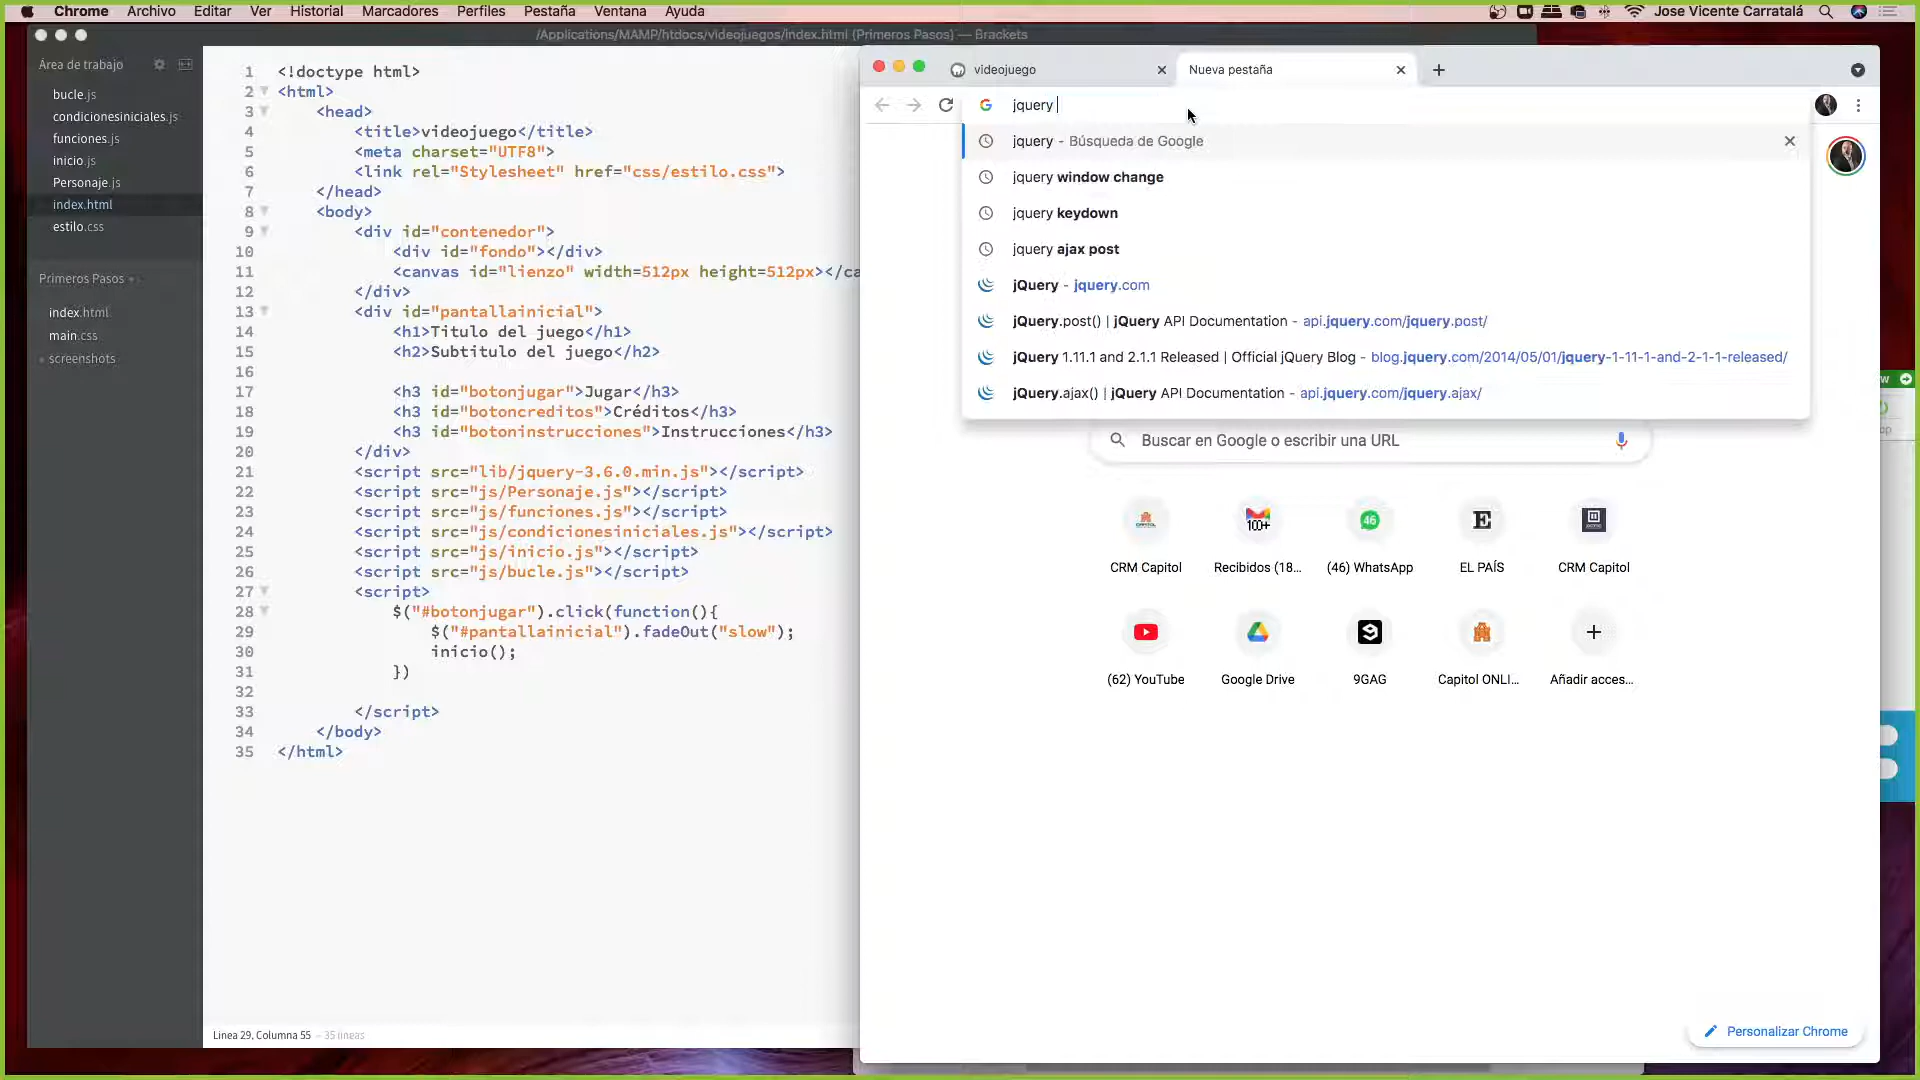 Chrome Archivo Editar Ver Historial Marcadores Perfiles Pestaña Ventana Ayuda Jose Vicente Carratalá
/Applications/MAMP/htdocs/videojuegos/index.html (Primeros Pasos) — Brackets
Área de trabajo
bucle.js
condicionesiniciales.js
funciones.js
inicio.js
Personaje.js
index.html
estilo.css
Primeros Pasos
index.html
main.css
screenshots
1 <!doctype html>
2 <html>
3 <head>
4 <title>videojuego</title>
5 <meta charset="UTF8">
6 <link rel="Stylesheet" href="css/estilo.css">
7 </head>
8 <body>
9 <div id="contenedor">
10 <div id="fondo"></div>
11 <canvas id="lienzo" width=512px height=512px></ca
12 </div>
13 <div id="pantallainicial">
14 <h1>Titulo del juego</h1>
15 <h2>Subtitulo del juego</h2>
16
17 <h3 id="botonjugar">Jugar</h3>
18 <h3 id="botoncreditos">Créditos</h3>
19 <h3 id="botoninstrucciones">Instrucciones</h3>
20 </div>
21 <script src="lib/jquery-3.6.0.min.js"></script>
22 <script src="js/Personaje.js"></script>
23 <script src="js/funciones.js"></script>
24 <script src="js/condicionesiniciales.js"></script>
25 <script src="js/inicio.js"></script>
26 <script src="js/bucle.js"></script>
27 <script>
28 $("#botonjugar").click(function(){
29 $("#pantallainicial").fadeOut("slow");
30 inicio();
31 })
32
33 </script>
34 </body>
35 </html>
Línea 29, Columna 55 — 35 líneas
videojuego
Nueva pestaña
jquery
jquery - Búsqueda de Google
jquery window change
jquery keydown
jquery ajax post
jQuery - jquery.com
jQuery.post() | jQuery API Documentation - api.jquery.com/jquery.post/
jQuery 1.11.1 and 2.1.1 Released | Official jQuery Blog - blog.jquery.com/2014/05/01/jquery-1-11-1-and-2-1-1-released/
jQuery.ajax() | jQuery API Documentation - api.jquery.com/jquery.ajax/
Buscar en Google o escribir una URL
100+
46
E
CRM Capitol
Recibidos (18...
(46) WhatsApp
EL PAÍS
CRM Capitol
(62) YouTube
Google Drive
9GAG
Capitol ONLI...
Añadir acces...
Personalizar Chrome